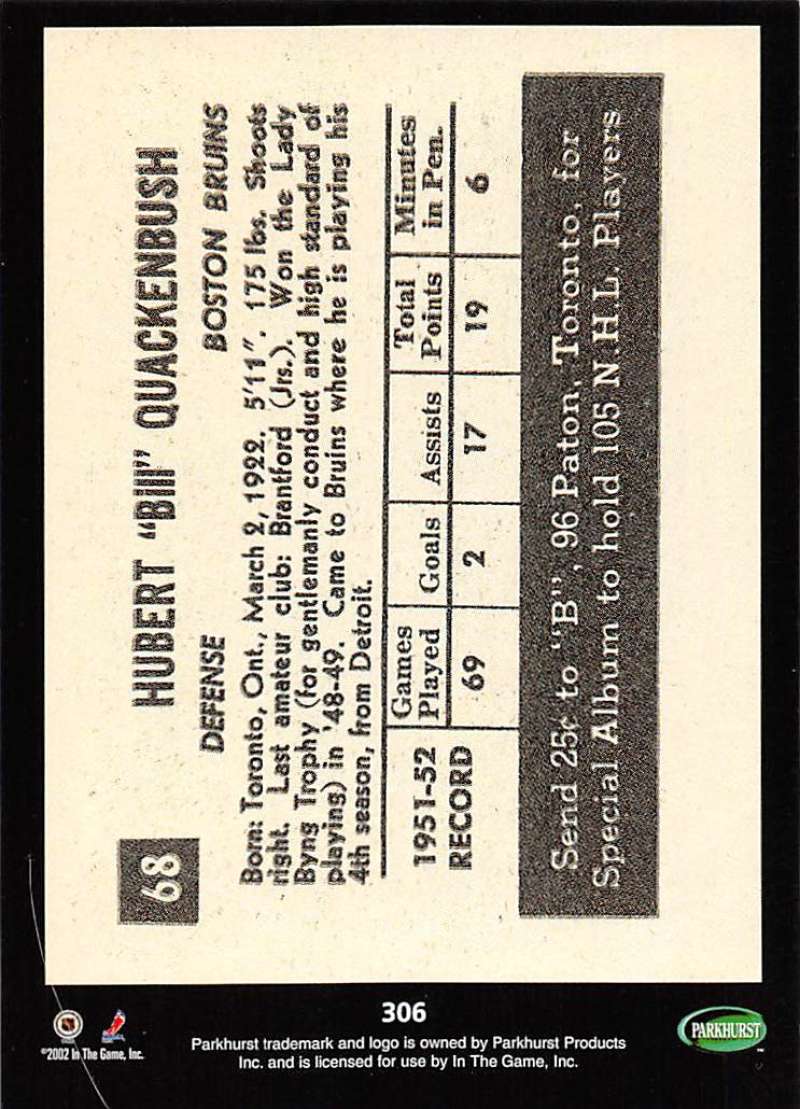 68
HUBERT "Bill" QUACKENBUSH
DEFENSE BOSTON BRUINS
Born: Toronto, Ont., March 2, 1922. 5'11". 175 lbs. Shoots
right. Last amateur club: Brantford (Jrs.). Won the Lady
Byng Trophy (for gentlemanly conduct and high standard of
playing) in '48-49. Came to Bruins where he is playing his
4th season, from Detroit.
1951-52 RECORD
Games Played Goals Assists Total Points Minutes in Pen.
69 2 17 19 6
Send 25¢ to "B", 96 Paton, Toronto, for
Special Album to hold 105 N.H.L. Players
306
©2002 In The Game, Inc.
Parkhurst trademark and logo is owned by Parkhurst Products
Inc. and is licensed for use by In The Game, Inc.
PARKHURST